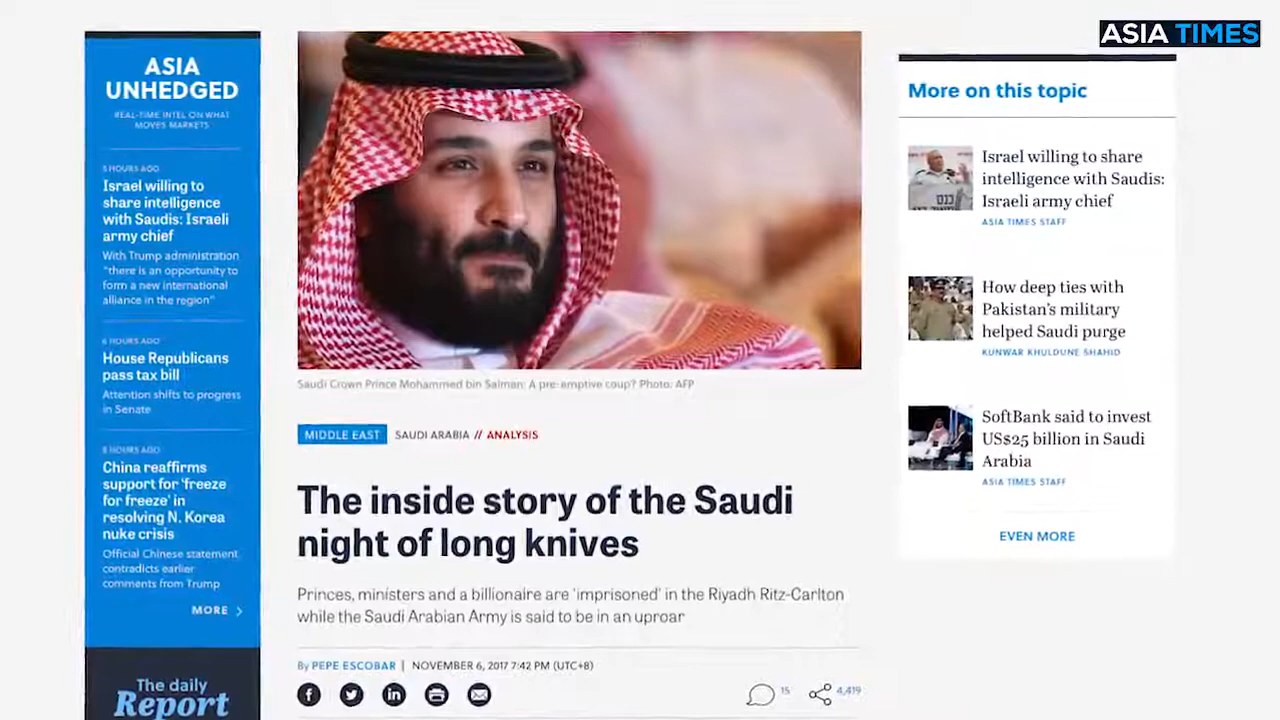 ASIA TIMES
ASIA
UNHEDGED
REAL-TIME INTEL ON WHAT
MOVES MARKETS
5 HOURS AGO
Israel willing to
share intelligence
with Saudis: Israeli
army chief
With Trump administration
"there is an opportunity to
form a new international
alliance in the region"
6 HOURS AGO
House Republicans
pass tax bill
Attention shifts to progress
in Senate
8 HOURS AGO
China reaffirms
support for 'freeze
for freeze' in
resolving N. Korea
nuke crisis
Official Chinese statement
contradicts earlier
comments from Trump
MORE >
The daily
Report
Saudi Crown Prince Mohammed bin Salman: A pre-emptive coup? Photo: AFP
MIDDLE EAST SAUDI ARABIA // ANALYSIS
The inside story of the Saudi
night of long knives
Princes, ministers and a billionaire are 'imprisoned' in the Riyadh Ritz-Carlton
while the Saudi Arabian Army is said to be in an uproar
By PEPE ESCOBAR | NOVEMBER 6, 2017 7:42 PM (UTC+8)
15 4,419
More on this topic
Israel willing to share
intelligence with Saudis:
Israeli army chief
ASIA TIMES STAFF
How deep ties with
Pakistan's military
helped Saudi purge
KUNWAR KHULDUNE SHAHID
SoftBank said to invest
US$25 billion in Saudi
Arabia
ASIA TIMES STAFF
EVEN MORE